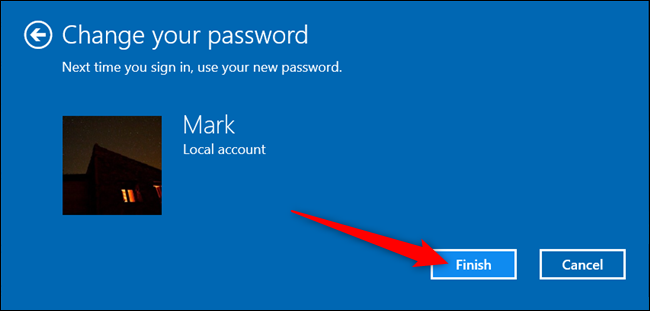 Change your password
Next time you sign in, use your new password.
Mark
Local account
Finish
Cancel